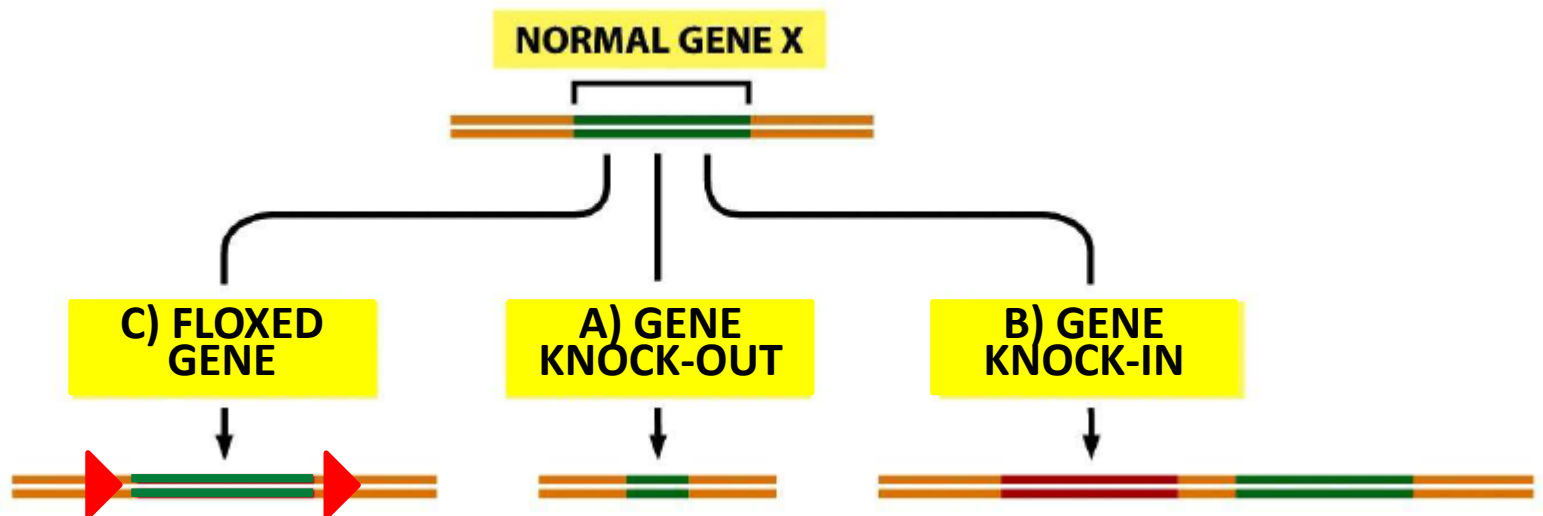 NORMAL GENE X
C) FLOXED
GENE
A) GENE
KNOCK-OUT
B) GENE
KNOCK-IN